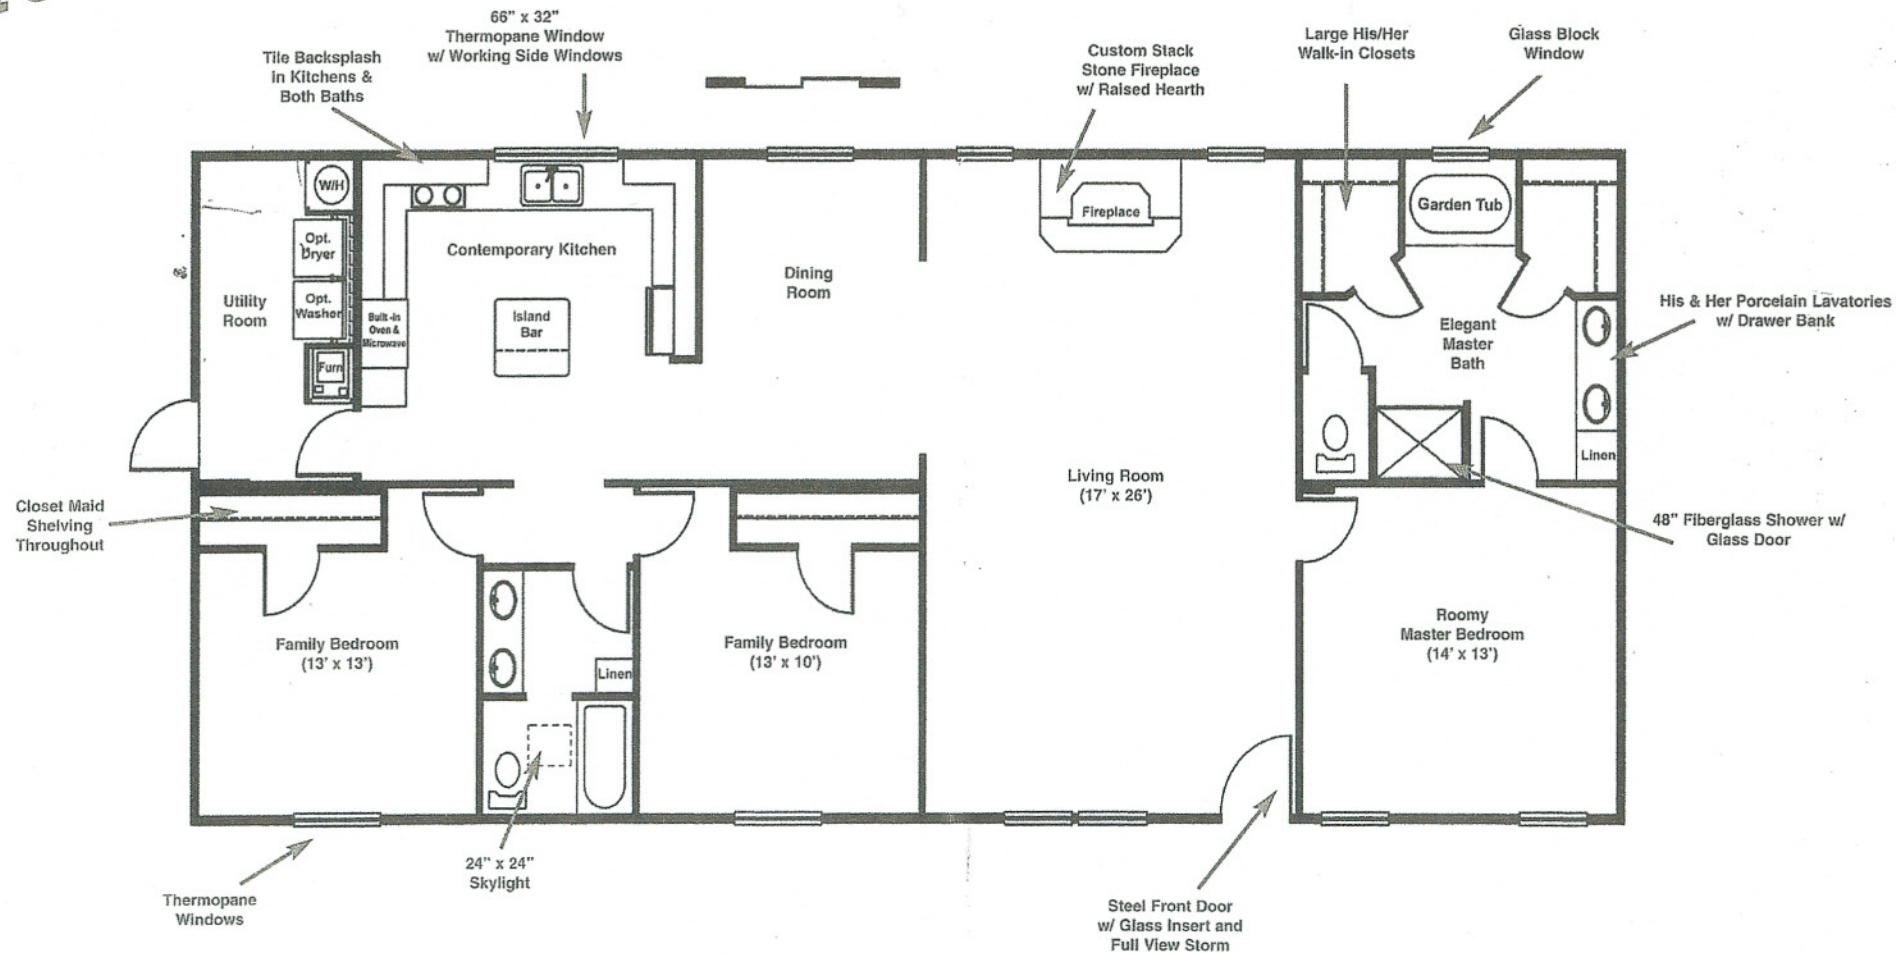 66" x 32"
Thermopane Window
w/ Working Side Windows
Tile Backsplash
in Kitchens &
Both Baths
Custom Stack
Stone Fireplace
w/ Raised Hearth
Large His/Her
Walk-in Closets
Glass Block
Window
W/H
Opt.
Dryer
Opt.
Washer
Furn
Utility
Room
Contemporary Kitchen
Built -in
Oven &
Microwave
Island
Bar
Dining
Room
Fireplace
Garden Tub
Elegant
Master
Bath
His & Her Porcelain Lavatories
w/ Drawer Bank
Linen
Living Room
(17' x 26')
Closet Maid
Shelving
Throughout
48" Fiberglass Shower w/
Glass Door
Family Bedroom
(13' x 13')
Linen
Family Bedroom
(13' x 10')
Roomy
Master Bedroom
(14' x 13')
24" x 24"
Skylight
Thermopane
Windows
Steel Front Door
w/ Glass Insert and
Full View Storm